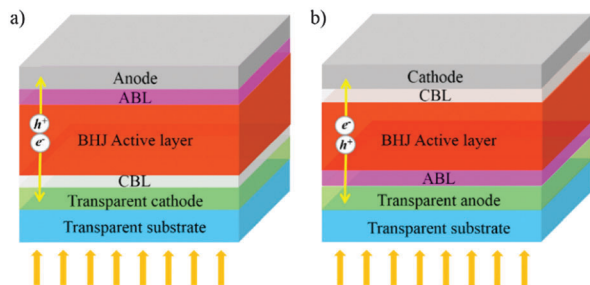 a)
Anode
ABL
h+
e-
BHJ Active layer
CBL
Transparent cathode
Transparent substrate
b)
Cathode
CBL
e-
h+
BHJ Active layer
ABL
Transparent anode
Transparent substrate